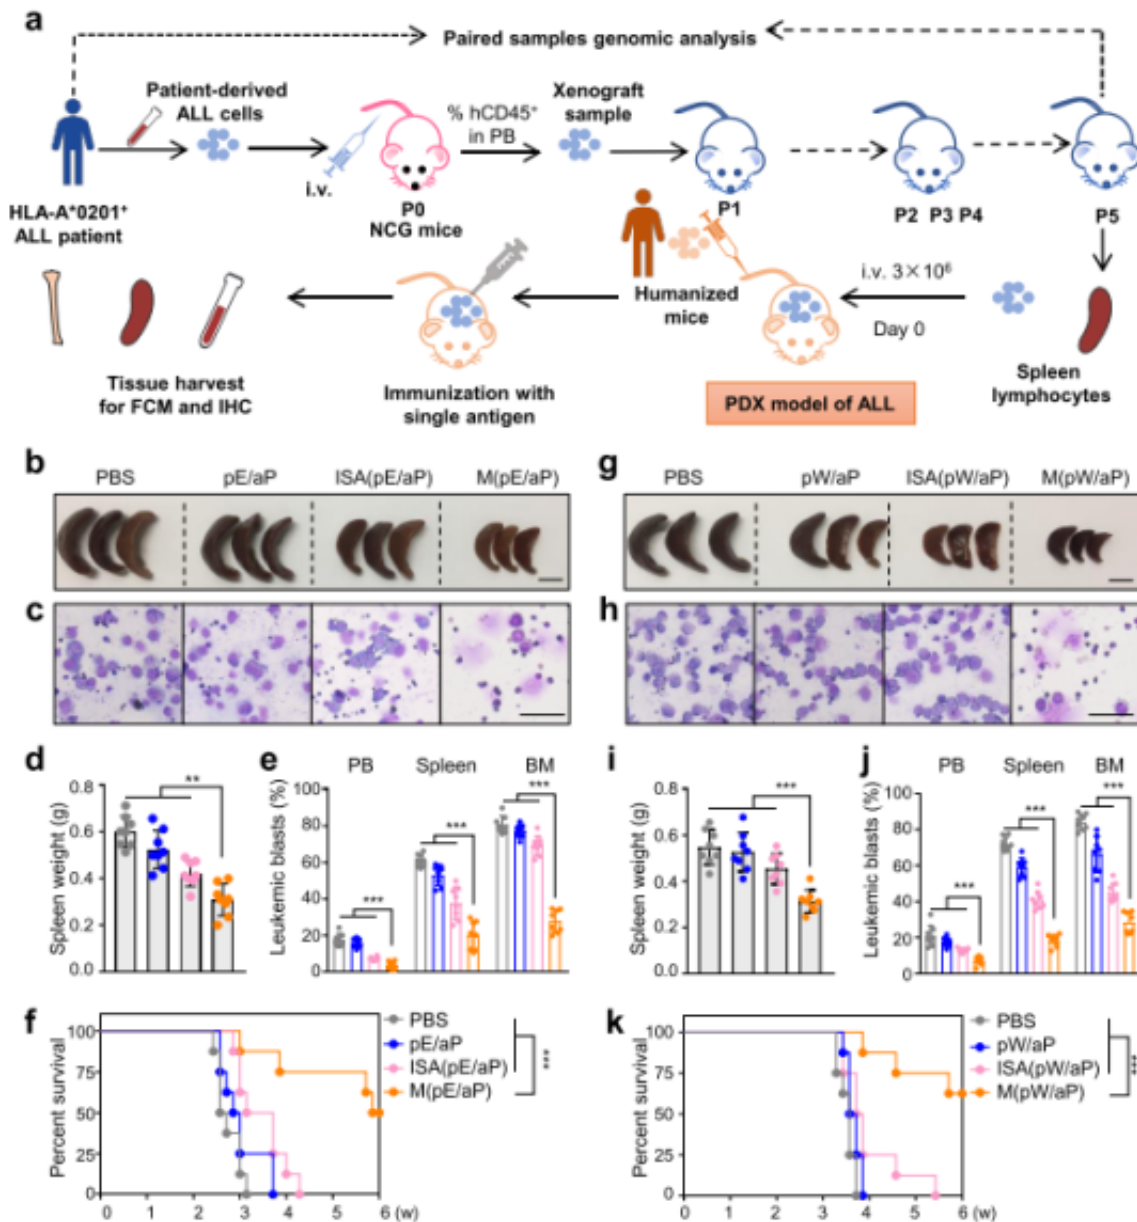 a
Paired samples genomic analysis
Patient-derived
ALL cells
% hCD45+
in PB
Xenograft
sample
i.v.
HLA-A*0201+
ALL patient
P0
NCG mice
P1
P2 P3 P4
P5
i.v. 3×10⁶
Day 0
Humanized
mice
Tissue harvest
for FCM and IHC
Immunization with
single antigen
PDX model of ALL
Spleen
lymphocytes
b
PBS pE/aP ISA(pE/aP) M(pE/aP)
g
PBS pW/aP ISA(pW/aP) M(pW/aP)
c
h
d
Spleen weight (g)
0.8
0.6
0.4
0.2
0.0
**
e
PB Spleen BM
Leukemic blasts (%)
100
80
60
40
20
0
***
***
***
i
Spleen weight (g)
0.8
0.6
0.4
0.2
0.0
***
j
PB Spleen BM
Leukemic blasts (%)
100
80
60
40
20
0
***
***
***
f
Percent survival
100
75
50
25
0
0 1 2 3 4 6 (w)
PBS
pE/aP
ISA(pE/aP)
M(pE/aP)
***
k
Percent survival
100
75
50
25
0
0 1 2 3 4 5 6 (w)
PBS
pW/aP
ISA(pW/aP)
M(pW/aP)
***